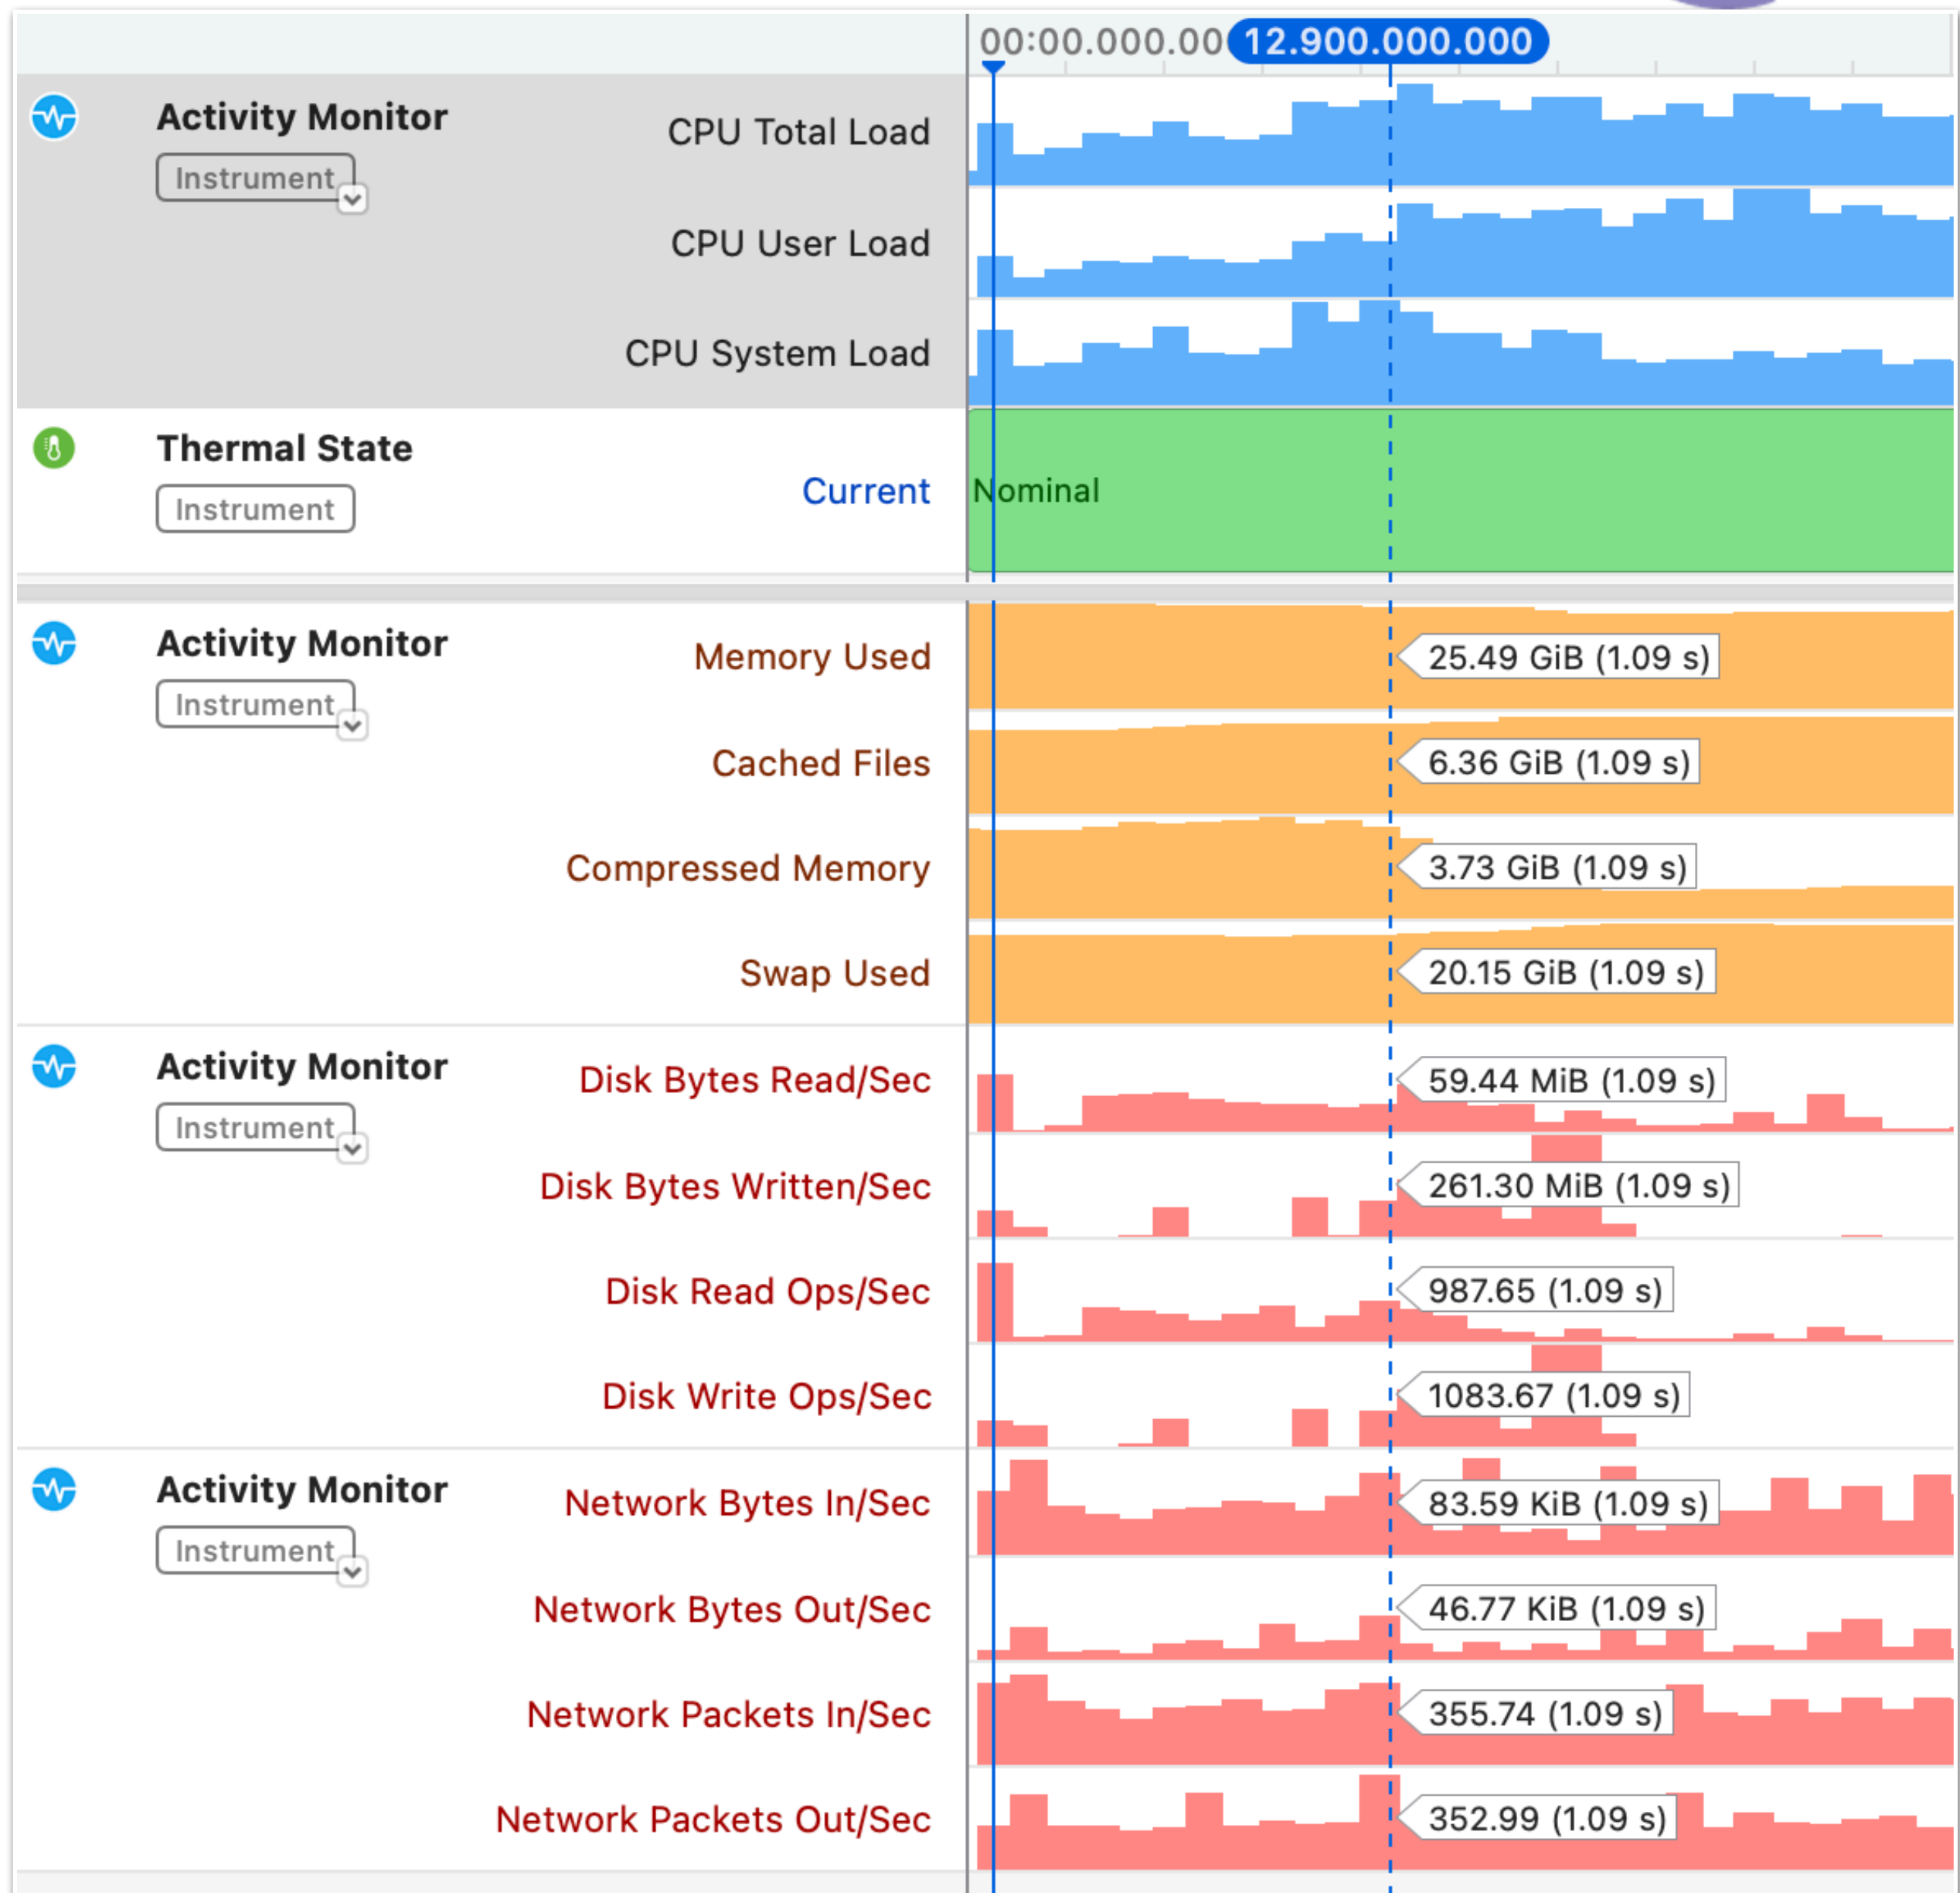 00:00.000.00
12.900.000.000
Activity Monitor
Instrument
CPU Total Load
CPU User Load
CPU System Load
Thermal State
Instrument
Current
Nominal
Activity Monitor
Instrument
Memory Used
25.49 GiB (1.09 s)
Cached Files
6.36 GiB (1.09 s)
Compressed Memory
3.73 GiB (1.09 s)
Swap Used
20.15 GiB (1.09 s)
Activity Monitor
Instrument
Disk Bytes Read/Sec
59.44 MiB (1.09 s)
Disk Bytes Written/Sec
261.30 MiB (1.09 s)
Disk Read Ops/Sec
987.65 (1.09 s)
Disk Write Ops/Sec
1083.67 (1.09 s)
Activity Monitor
Instrument
Network Bytes In/Sec
83.59 KiB (1.09 s)
Network Bytes Out/Sec
46.77 KiB (1.09 s)
Network Packets In/Sec
355.74 (1.09 s)
Network Packets Out/Sec
352.99 (1.09 s)